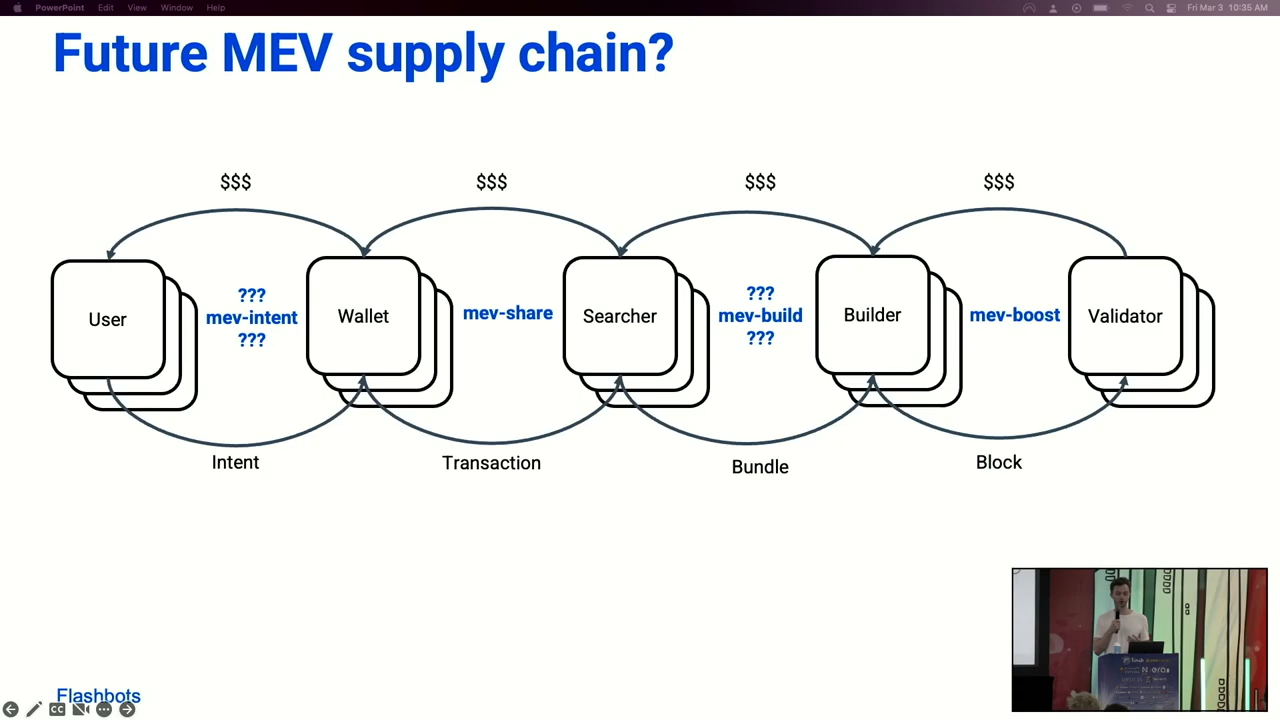 PowerPoint Edit View Window Help Fri Mar 3 10:35 AM
Future MEV supply chain?
$$$ $$$ $$$ $$$
User
???
mev-intent
???
Wallet
mev-share
Searcher
???
mev-build
???
Builder
mev-boost
Validator
Intent Transaction Bundle Block
Flashbots
CC